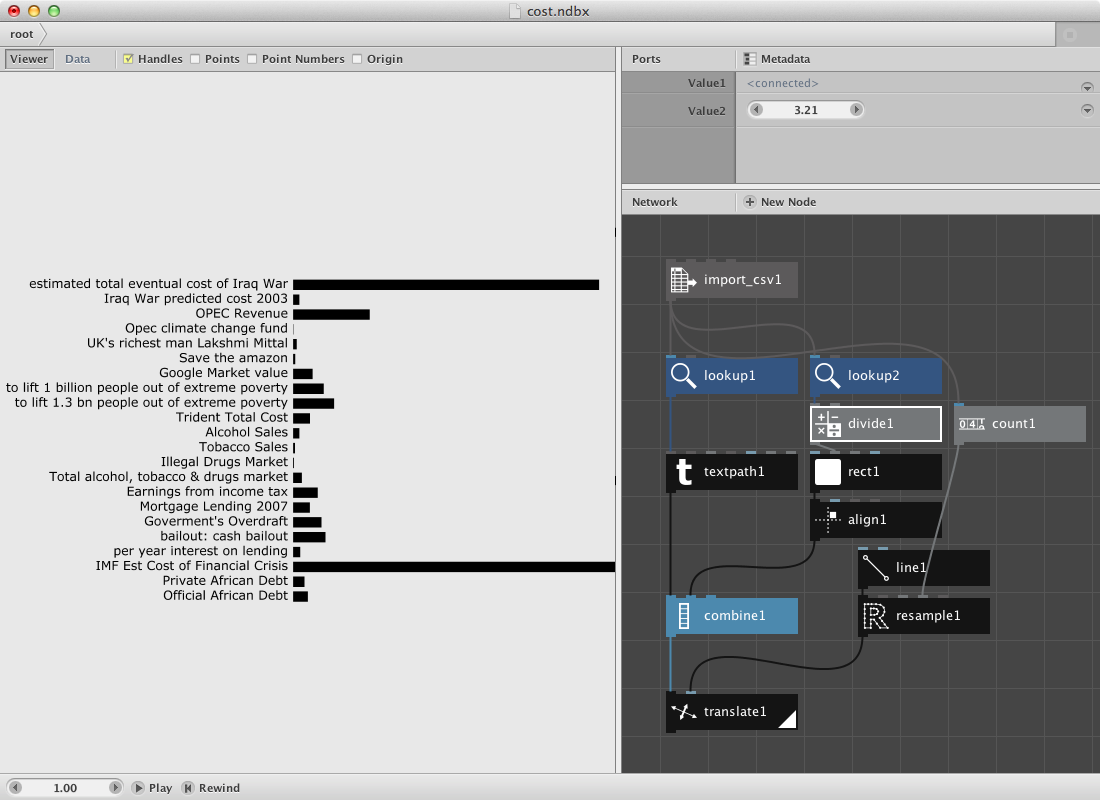 cost.ndbx
root
Viewer Data Handles Points Point Numbers Origin
estimated total eventual cost of Iraq War
Iraq War predicted cost 2003
OPEC Revenue
Opec climate change fund
UK's richest man Lakshmi Mittal
Save the amazon
Google Market value
to lift 1 billion people out of extreme poverty
to lift 1.3 bn people out of extreme poverty
Trident Total Cost
Alcohol Sales
Tobacco Sales
Illegal Drugs Market
Total alcohol, tobacco & drugs market
Earnings from income tax
Mortgage Lending 2007
Goverment's Overdraft
bailout: cash bailout
per year interest on lending
IMF Est Cost of Financial Crisis
Private African Debt
Official African Debt
Ports Metadata
Value1 <connected>
Value2 3.21
Network New Node
import_csv1
lookup1 lookup2
divide1 count1
textpath1 rect1
align1
line1
combine1 resample1
translate1
1.00 Play Rewind